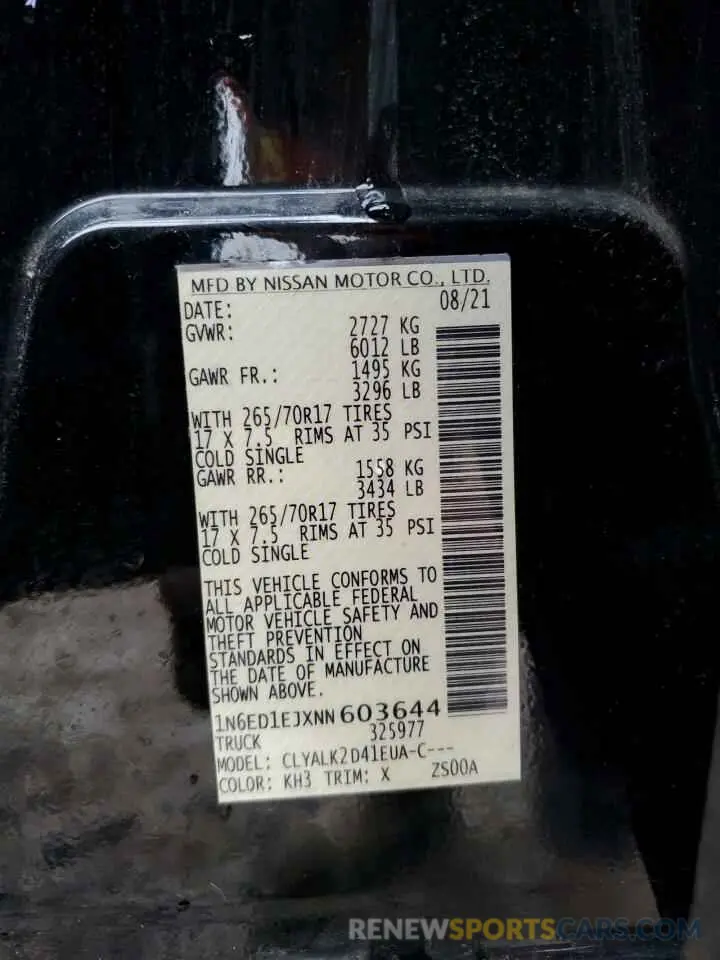 MFD BY NISSAN MOTOR CO., LTD.
DATE: 08/21
GVWR: 2727 KG
6012 LB
GAWR FR.: 1495 KG
3296 LB
WITH 265/70R17 TIRES
17 X 7.5 RIMS AT 35 PSI
COLD SINGLE
GAWR RR.: 1558 KG
3434 LB
WITH 265/70R17 TIRES
17 X 7.5 RIMS AT 35 PSI
COLD SINGLE
THIS VEHICLE CONFORMS TO
ALL APPLICABLE FEDERAL
MOTOR VEHICLE SAFETY AND
THEFT PREVENTION
STANDARDS IN EFFECT ON
THE DATE OF MANUFACTURE
SHOWN ABOVE.
1N6ED1EJXNN603644
TRUCK 325977
MODEL: CLYALK2D41EUA-C---
COLOR: KH3 TRIM: X ZS00A
RENEWSPORTSCARS.COM